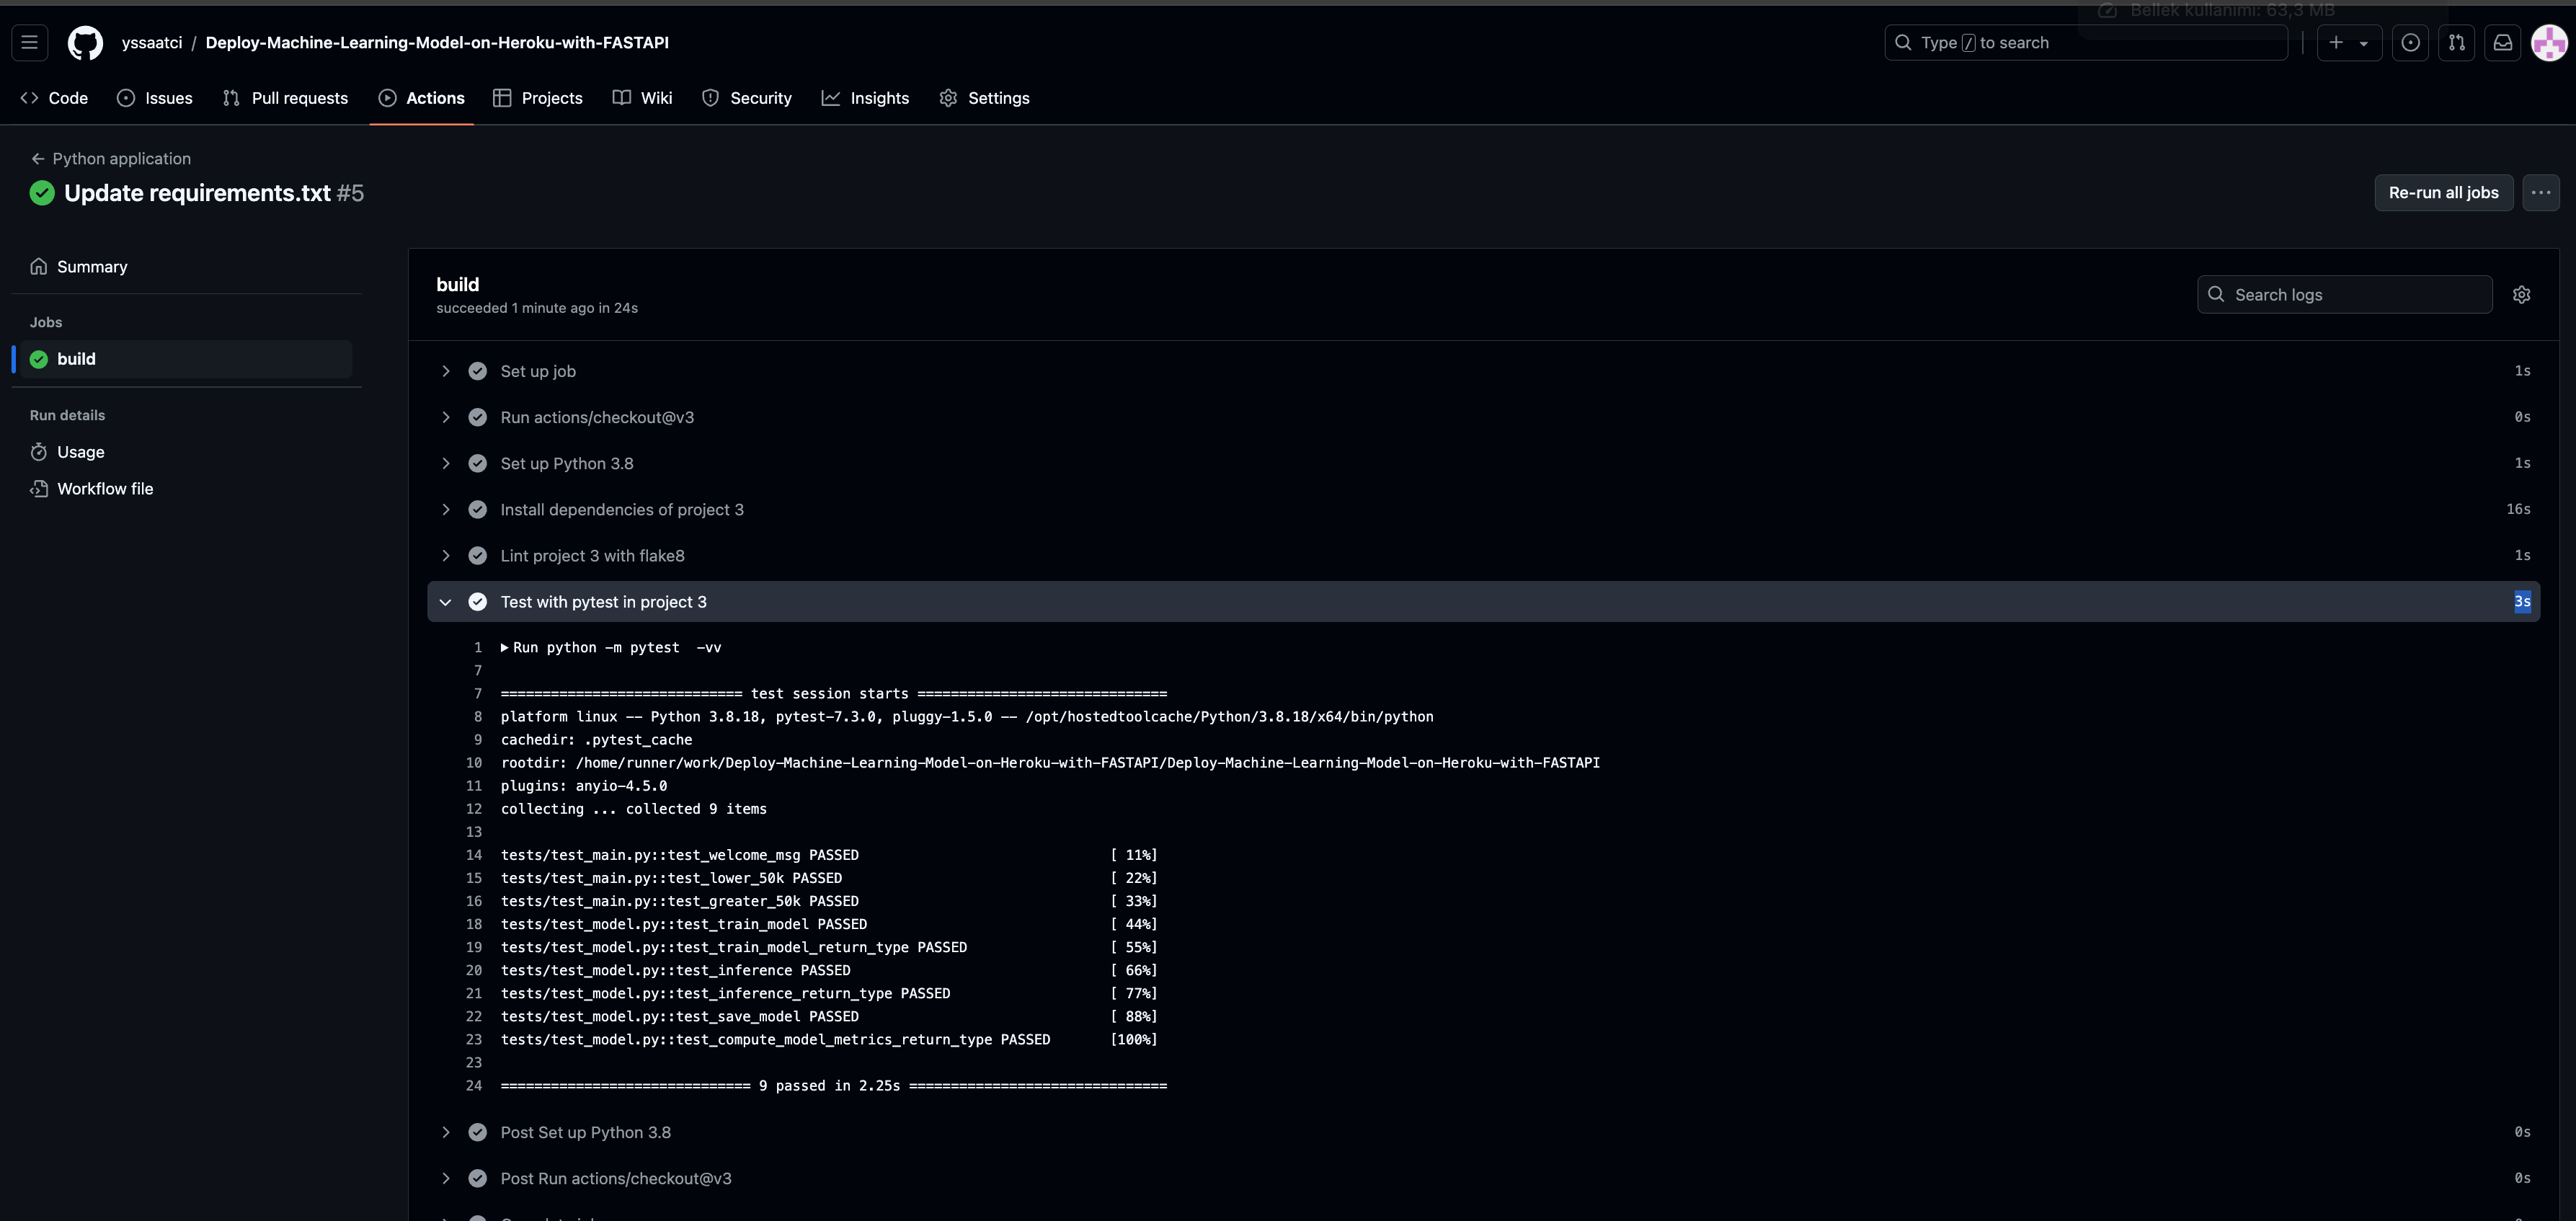 Bellek kullanımı: 63,3 MB
yssaatci / Deploy-Machine-Learning-Model-on-Heroku-with-FASTAPI
Type / to search
Code
Issues
Pull requests
Actions
Projects
Wiki
Security
Insights
Settings
← Python application
Update requirements.txt #5
Re-run all jobs
Summary
Jobs
build
Run details
Usage
Workflow file
build
succeeded 1 minute ago in 24s
Search logs
Set up job 1s
Run actions/checkout@v3 0s
Set up Python 3.8 1s
Install dependencies of project 3 16s
Lint project 3 with flake8 1s
Test with pytest in project 3 3s
1 ▶ Run python -m pytest  -vv
7
7 ============================= test session starts ==============================
8 platform linux -- Python 3.8.18, pytest-7.3.0, pluggy-1.5.0 -- /opt/hostedtoolcache/Python/3.8.18/x64/bin/python
9 cachedir: .pytest_cache
10 rootdir: /home/runner/work/Deploy-Machine-Learning-Model-on-Heroku-with-FASTAPI/Deploy-Machine-Learning-Model-on-Heroku-with-FASTAPI
11 plugins: anyio-4.5.0
12 collecting ... collected 9 items
13
14 tests/test_main.py::test_welcome_msg PASSED [ 11%]
15 tests/test_main.py::test_lower_50k PASSED [ 22%]
16 tests/test_main.py::test_greater_50k PASSED [ 33%]
18 tests/test_model.py::test_train_model PASSED [ 44%]
19 tests/test_model.py::test_train_model_return_type PASSED [ 55%]
20 tests/test_model.py::test_inference PASSED [ 66%]
21 tests/test_model.py::test_inference_return_type PASSED [ 77%]
22 tests/test_model.py::test_save_model PASSED [ 88%]
23 tests/test_model.py::test_compute_model_metrics_return_type PASSED [100%]
23
24 ============================== 9 passed in 2.25s ===============================
Post Set up Python 3.8 0s
Post Run actions/checkout@v3 0s